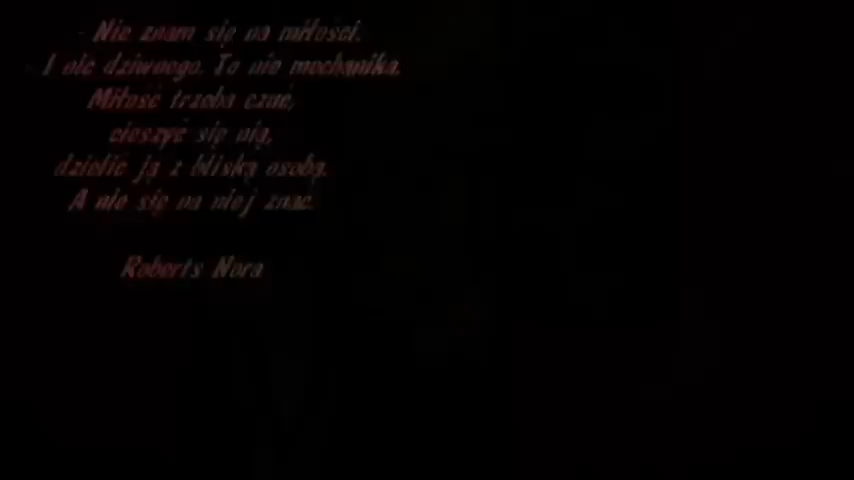 - Nie znam się na miłości.
- I nic dziwnego. To nie mechanika.
Miłość trzeba czuć,
cieszyć się nią,
dzielić ją z bliską osobą.
A nie się na niej znać.
Roberts Nora